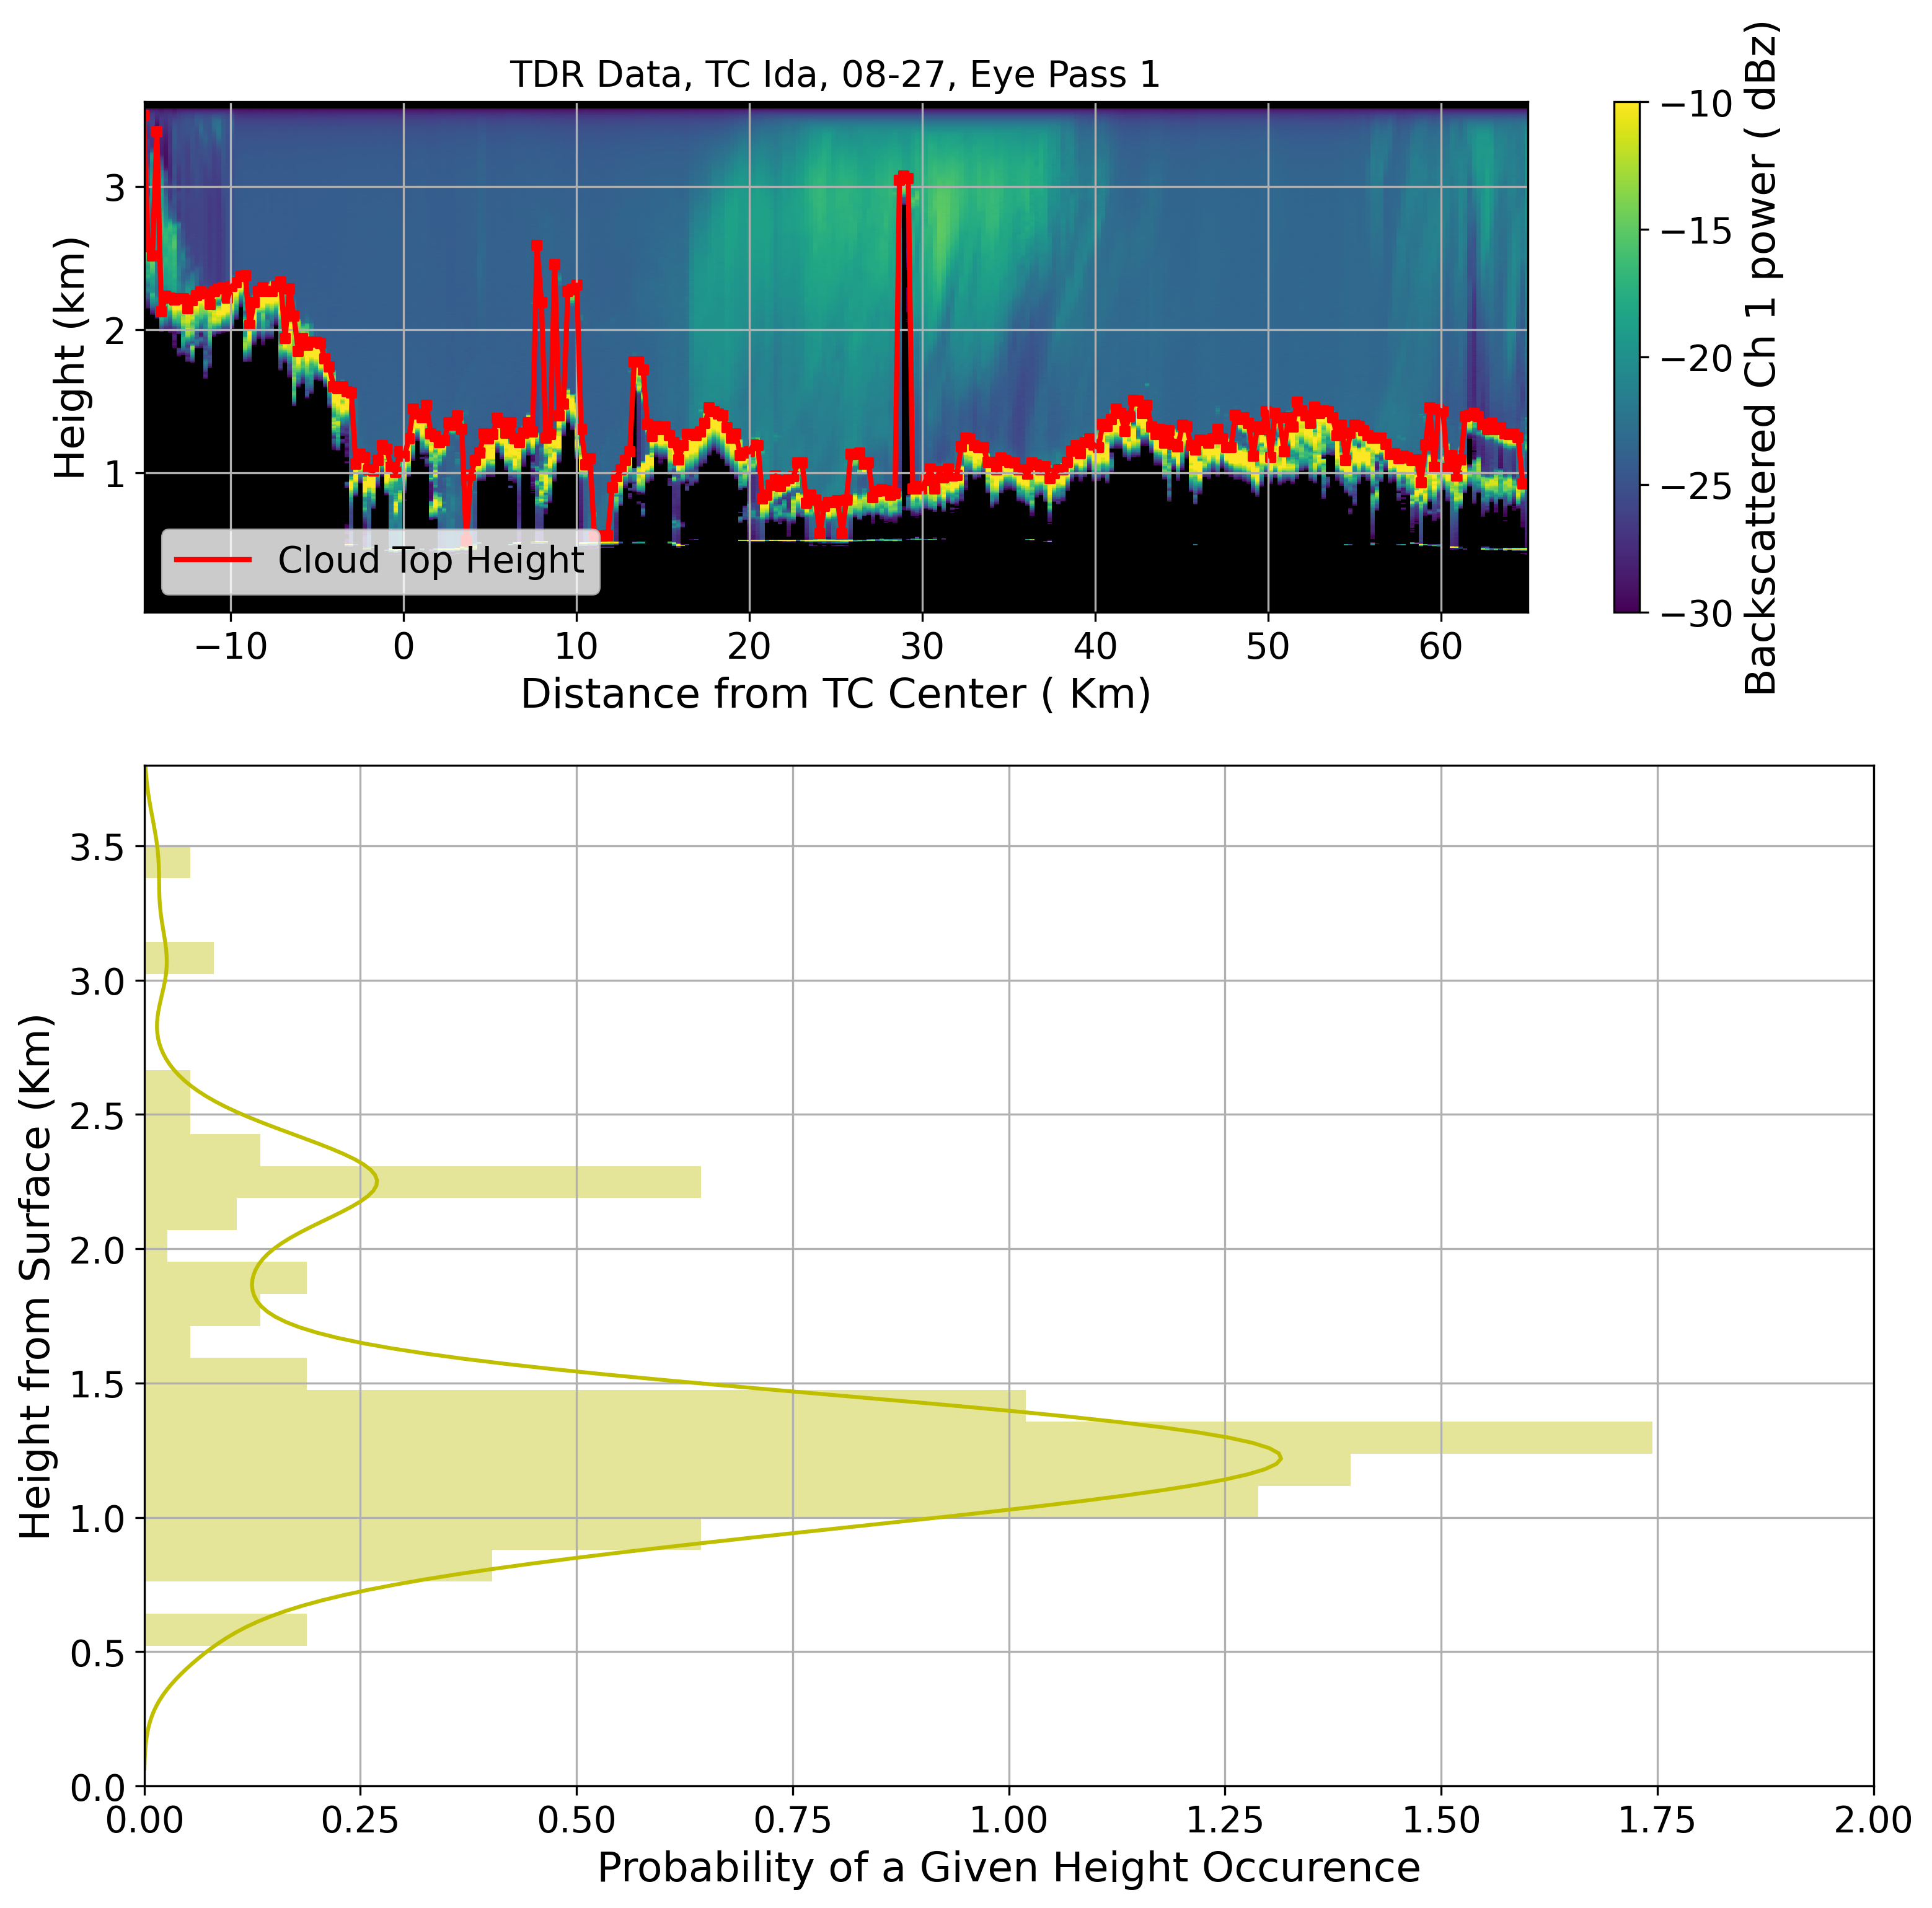 TDR Data, TC Ida, 08-27, Eye Pass 1
Height (km)
3
2
1
Cloud Top Height
−10 0 10 20 30 40 50 60
Distance from TC Center ( Km)
−10
−15
−20
−25
−30
Backscattered Ch 1 power ( dBz)
Height from Surface (Km)
3.5
3.0
2.5
2.0
1.5
1.0
0.5
0.0
0.00 0.25 0.50 0.75 1.00 1.25 1.50 1.75 2.00
Probability of a Given Height Occurence